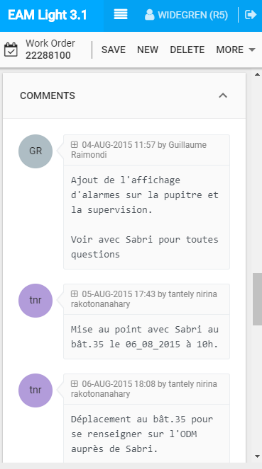 EAM Light 3.1
WIDEGREN (R5)
Work Order
22288100
SAVE NEW DELETE MORE
COMMENTS
GR
04-AUG-2015 11:57 by Guillaume
Raimondi
Ajout de l'affichage
d'alarmes sur la pupitre et
la supervision.
Voir avec Sabri pour toutes
questions
tnr
05-AUG-2015 17:43 by tantely nirina
rakotonanahary
Mise au point avec Sabri au
bât.35 le 06_08_2015 à 10h.
tnr
06-AUG-2015 18:08 by tantely nirina
rakotonanahary
Déplacement au bât.35 pour
se renseigner sur l'ODM
auprès de Sabri.